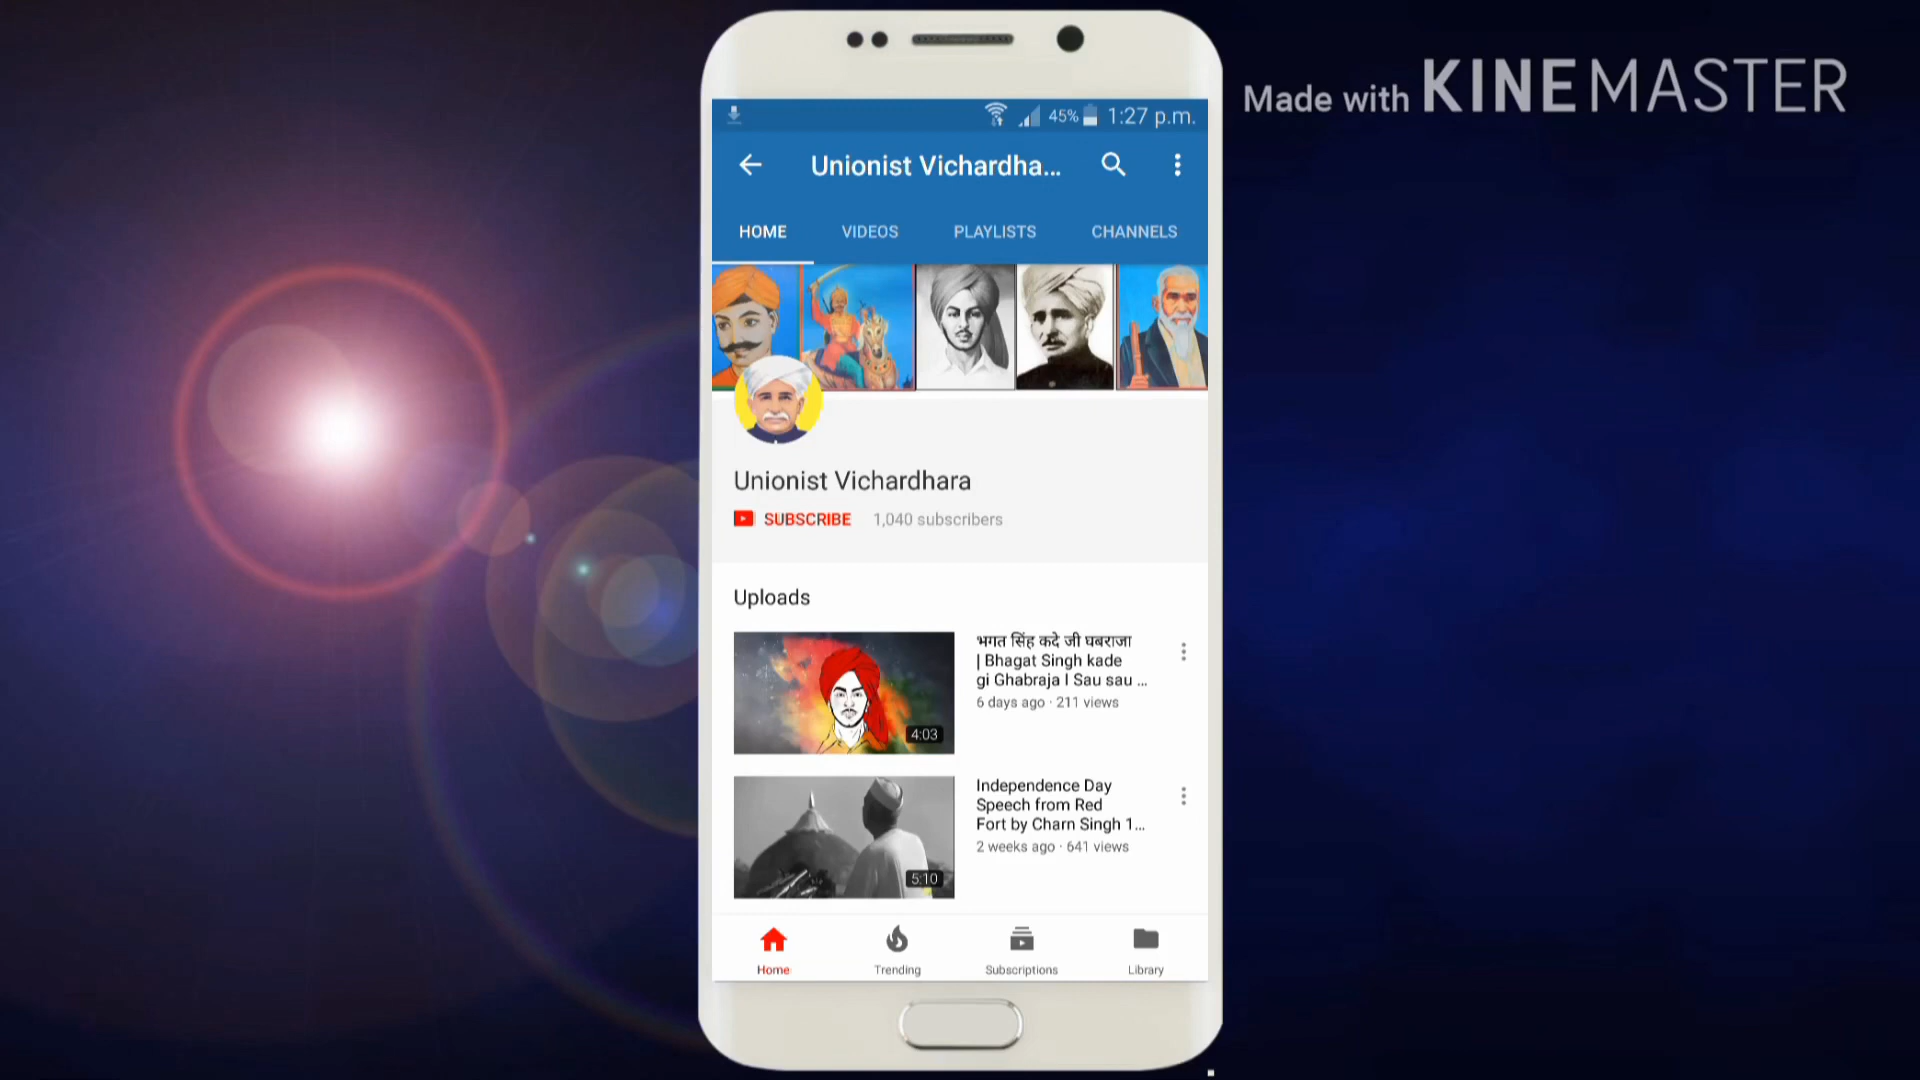 Made with KINEMASTER
45% 1:27 p.m.
Unionist Vichardha...
HOME VIDEOS PLAYLISTS CHANNELS
Unionist Vichardhara
SUBSCRIBE 1,040 subscribers
Uploads
भगत सिंह कदे जी घबराजा
| Bhagat Singh kade
gi Ghabraja I Sau sau ...
6 days ago · 211 views
4:03
Independence Day
Speech from Red
Fort by Charn Singh 1...
2 weeks ago · 641 views
5:10
Home Trending Subscriptions Library